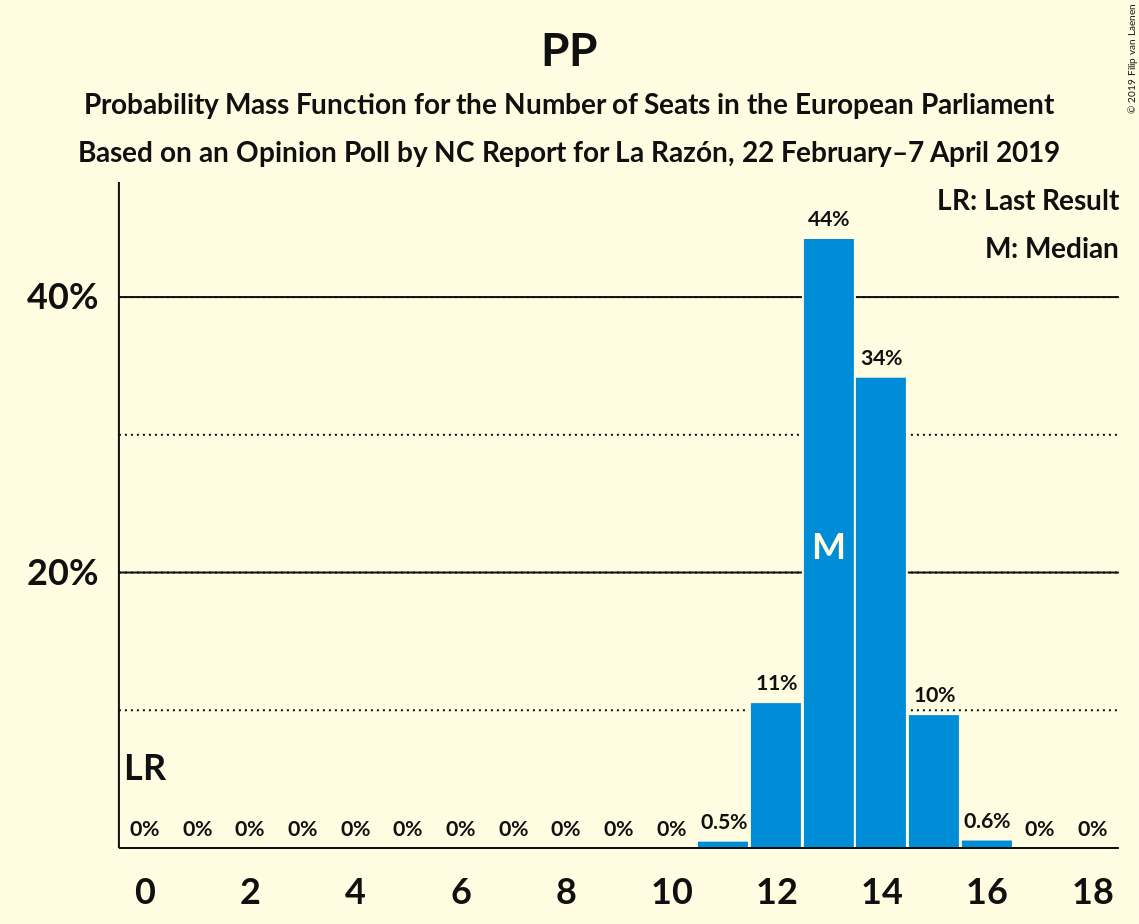 PP
Probability Mass Function for the Number of Seats in the European Parliament
Based on an Opinion Poll by NC Report for La Razón, 22 February–7 April 2019
© 2019 Filip van Laenen
LR: Last Result
M: Median
44%
40%
34%
M
20%
11%
10%
LR
0% 0% 0% 0% 0% 0% 0% 0% 0% 0% 0% 0.5% 0.6% 0% 0%
0 2 4 6 8 10 12 14 16 18